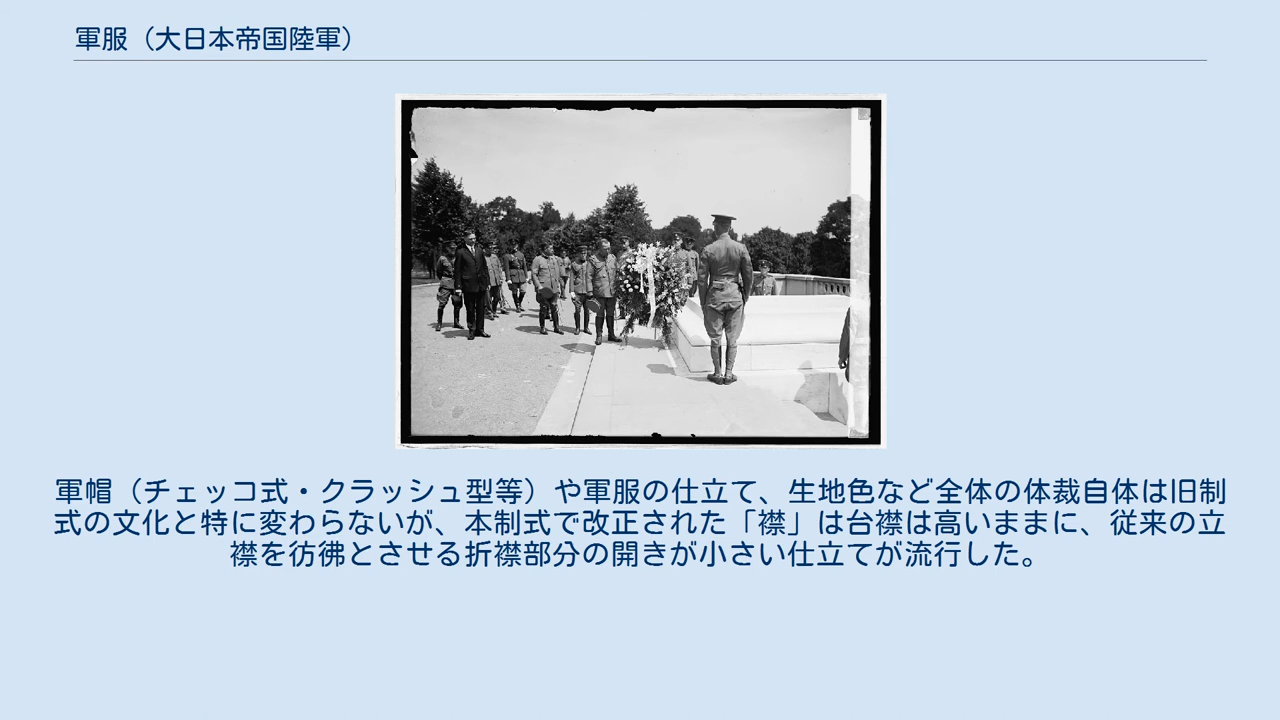 軍服（大日本帝国陸軍）
軍帽（チェッコ式・クラッシュ型等）や軍服の仕立て、生地色など全体の体裁自体は旧制
式の文化と特に変わらないが、本制式で改正された「襟」は台襟は高いままに、従来の立
襟を彷彿とさせる折襟部分の開きが小さい仕立てが流行した。